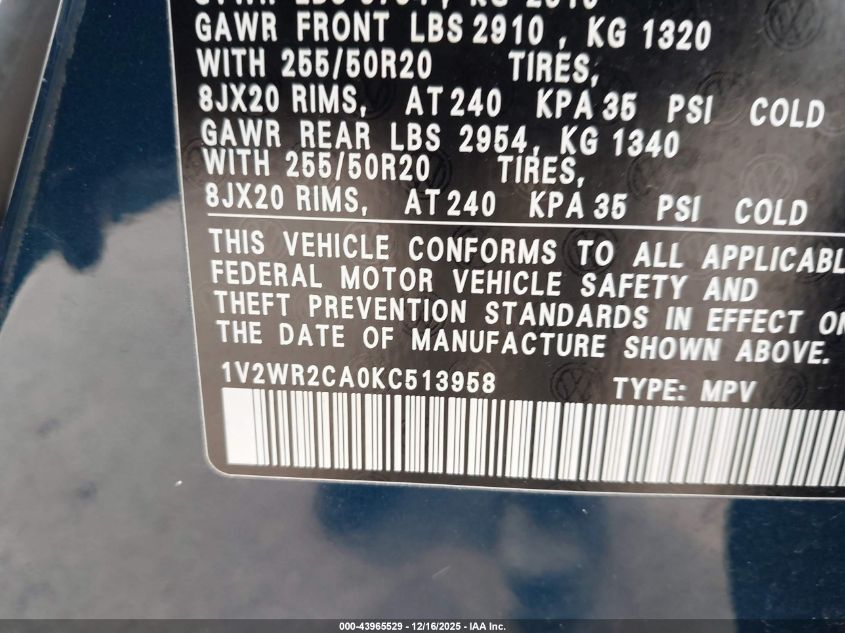 GAWR FRONT LBS 2910 , KG 1320
WITH 255/50R20 TIRES,
8JX20 RIMS, AT 240 KPA 35 PSI COLD
GAWR REAR LBS 2954, KG 1340
WITH 255/50R20 TIRES,
8JX20 RIMS, AT 240 KPA 35 PSI COLD
THIS VEHICLE CONFORMS TO ALL APPLICABL
FEDERAL MOTOR VEHICLE SAFETY AND
THEFT PREVENTION STANDARDS IN EFFECT ON
THE DATE OF MANUFACTURE SHOWN ABOVE.
1V2WR2CA0KC513958 TYPE: MPV
000-43965529 - 12/16/2025 - IAA Inc.